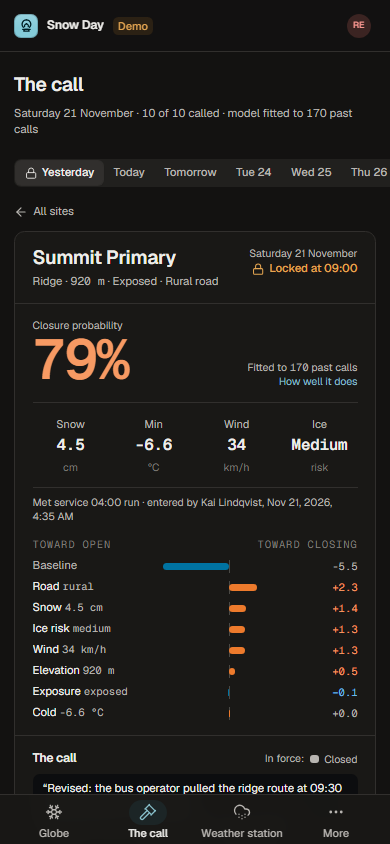 Snow Day Demo RE
The call
Saturday 21 November · 10 of 10 called · model fitted to 170 past
calls
Yesterday Today Tomorrow Tue 24 Wed 25 Thu 26
← All sites
Summit Primary Saturday 21 November
Ridge · 920 m · Exposed · Rural road Locked at 09:00
Closure probability
79%
Fitted to 170 past calls
How well it does
Snow Min Wind Ice
4.5 -6.6 34 Medium
cm °C km/h risk
Met service 04:00 run · entered by Kai Lindqvist, Nov 21, 2026,
4:35 AM
TOWARD OPEN TOWARD CLOSING
Baseline -5.5
Road rural +2.3
Snow 4.5 cm +1.4
Ice risk medium +1.3
Wind 34 km/h +1.3
Elevation 920 m +0.5
Exposure exposed -0.1
Cold -6.6 °C +0.0
The call In force: Closed
“Revised: the bus operator pulled the ridge route at 09:30
Globe The call Weather station More